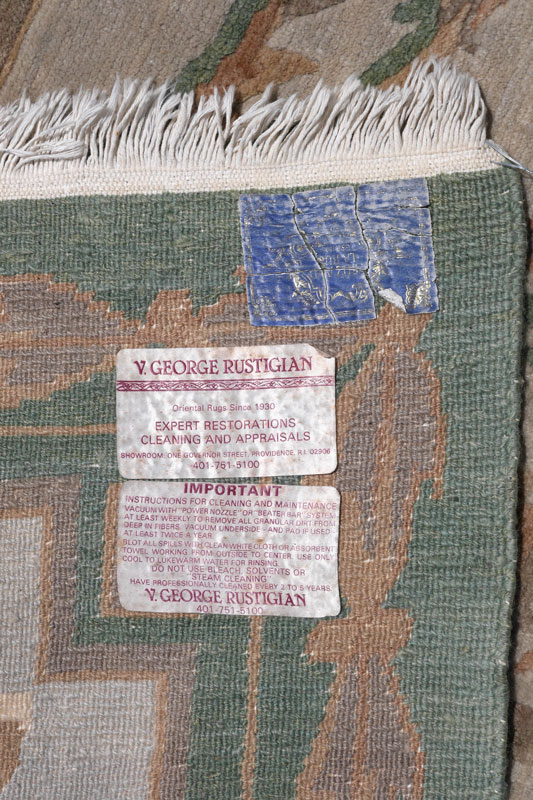 V. GEORGE RUSTIGIAN
Oriental Rugs Since 1930
EXPERT RESTORATIONS
CLEANING AND APPRAISALS
SHOWROOM: ONE GOVERNOR STREET, PROVIDENCE, R.I. 02906
401-751-5100
IMPORTANT
INSTRUCTIONS FOR CLEANING AND MAINTENANCE
VACUUM WITH "POWER NOZZLE" OR "BEATER BAR" SYSTEM
AT LEAST WEEKLY TO REMOVE ALL GRANULAR DIRT FROM
DEEP IN FIBERS. VACUUM UNDERSIDE - AND PAD IF USED -
AT LEAST TWICE A YEAR.
BLOT ALL SPILLS WITH CLEAN WHITE CLOTH OR ABSORBENT
TOWEL WORKING FROM OUTSIDE TO CENTER. USE ONLY
COOL TO LUKEWARM WATER FOR RINSING.
DO NOT USE BLEACH, SOLVENTS OR
"STEAM CLEANING"
HAVE PROFESSIONALLY CLEANED EVERY 2 TO 5 YEARS.
V. GEORGE RUSTIGIAN
401-751-5100